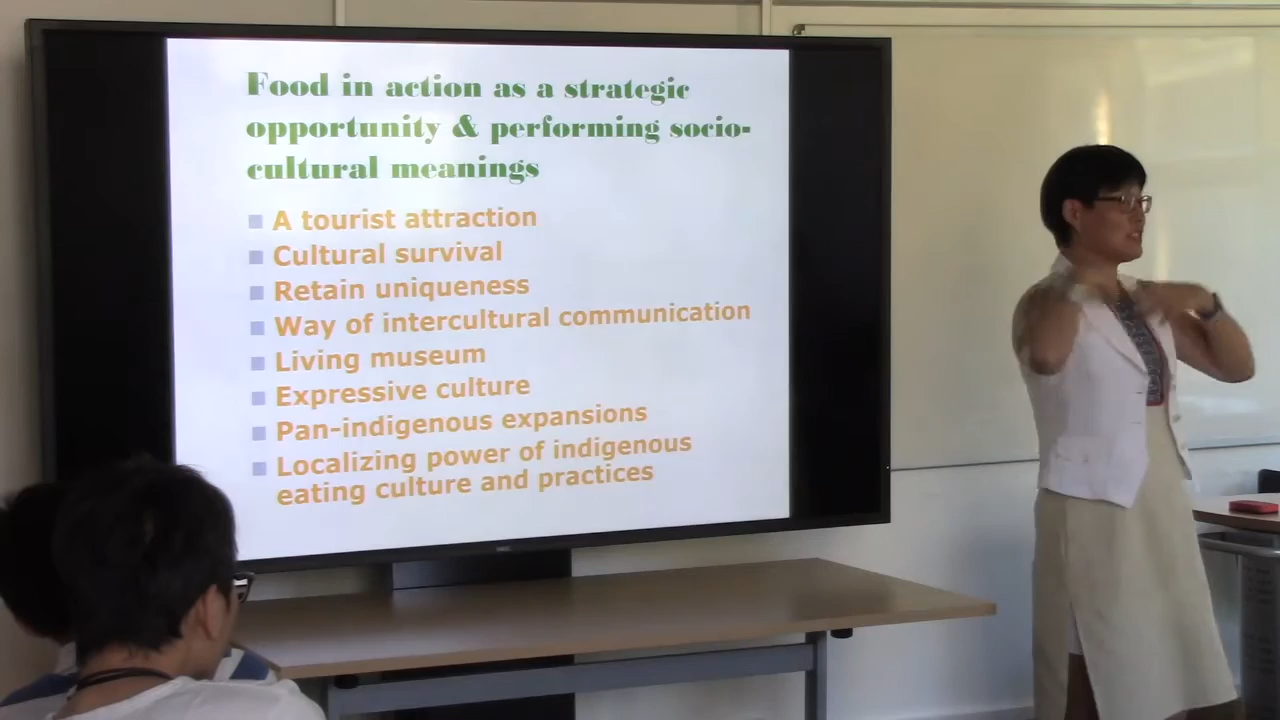 Food in action as a strategic
opportunity & performing socio-
cultural meanings
A tourist attraction
Cultural survival
Retain uniqueness
Way of intercultural communication
Living museum
Expressive culture
Pan-indigenous expansions
Localizing power of indigenous
eating culture and practices